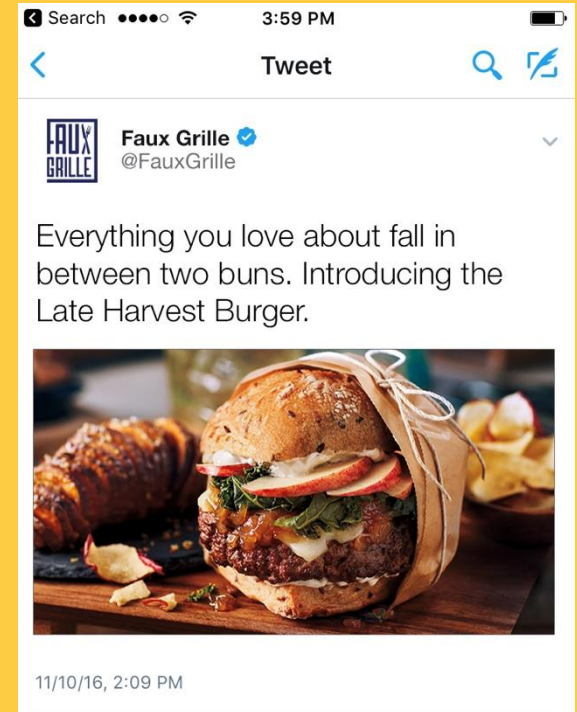 Search 3:59 PM
Tweet
FAUX
GRILLE
Faux Grille
@FauxGrille
Everything you love about fall in
between two buns. Introducing the
Late Harvest Burger.
11/10/16, 2:09 PM